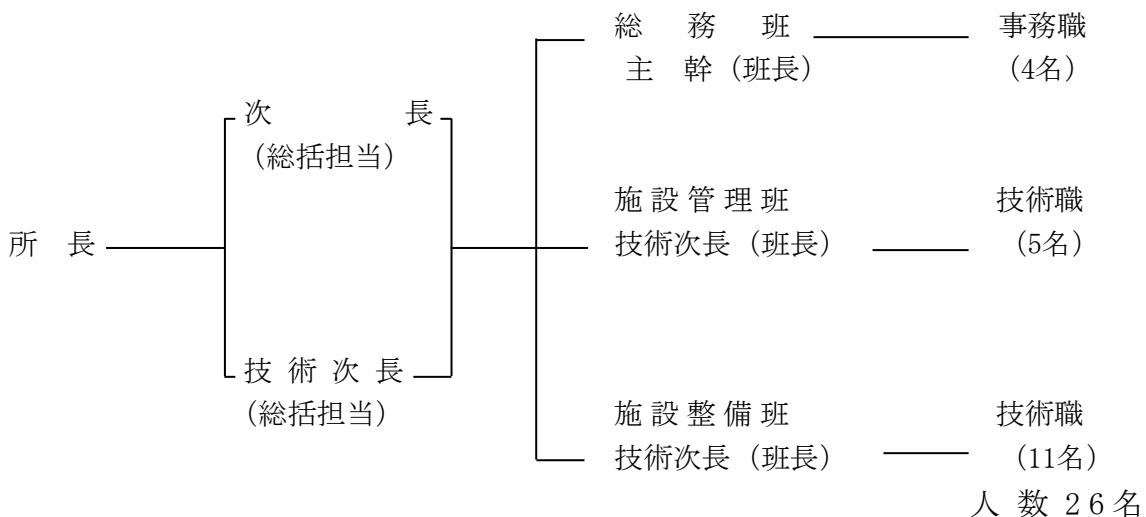 総務班 事務職
主幹（班長） （4名）
次長
（総括担当）
施設管理班 技術職
所長 技術次長（班長） （5名）
技術次長
（総括担当）
施設整備班 技術職
技術次長（班長） （11名）
人数26名